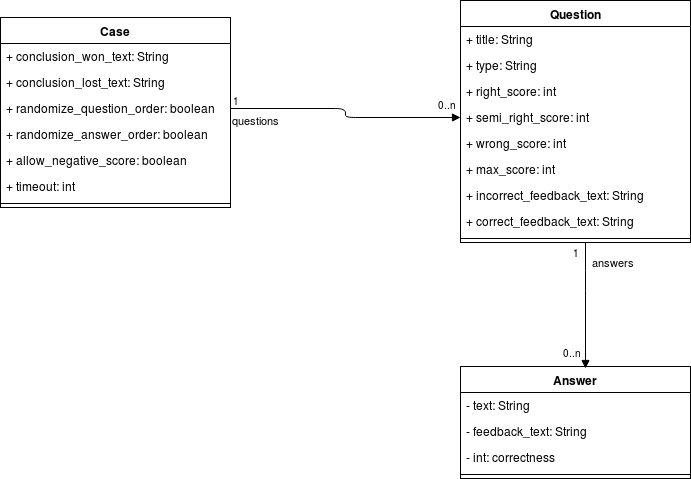 Case
+ conclusion_won_text: String
+ conclusion_lost_text: String
+ randomize_question_order: boolean
+ randomize_answer_order: boolean
+ allow_negative_score: boolean
+ timeout: int
1
questions
0..n
Question
+ title: String
+ type: String
+ right_score: int
+ semi_right_score: int
+ wrong_score: int
+ max_score: int
+ incorrect_feedback_text: String
+ correct_feedback_text: String
1
answers
0..n
Answer
- text: String
- feedback_text: String
- int: correctness